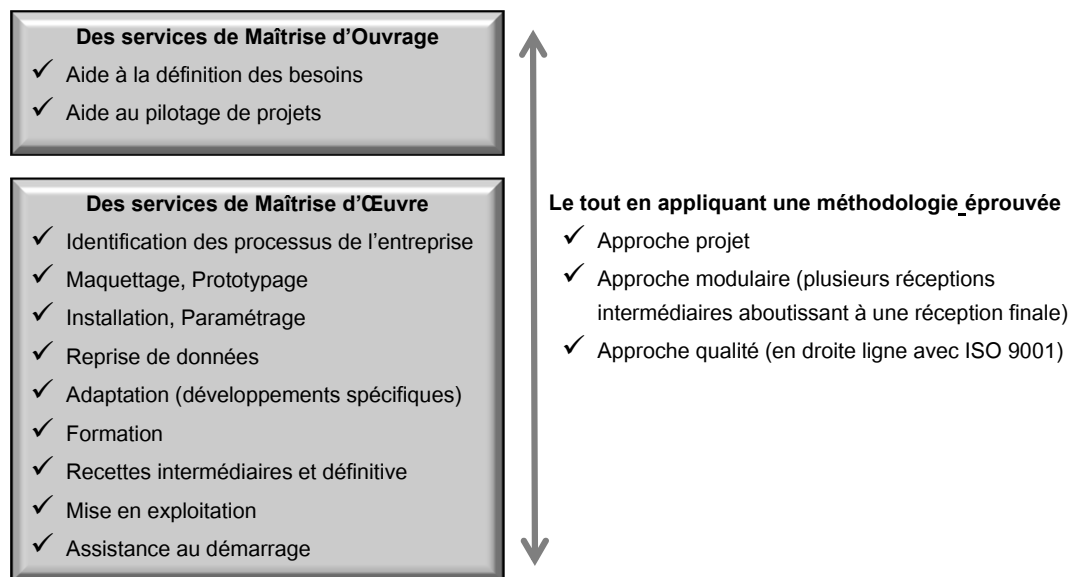 Des services de Maîtrise d'Ouvrage
✓ Aide à la définition des besoins
✓ Aide au pilotage de projets
Des services de Maîtrise d'Œuvre
✓ Identification des processus de l'entreprise
✓ Maquettage, Prototypage
✓ Installation, Paramétrage
✓ Reprise de données
✓ Adaptation (développements spécifiques)
✓ Formation
✓ Recettes intermédiaires et définitive
✓ Mise en exploitation
✓ Assistance au démarrage
Le tout en appliquant une méthodologie éprouvée
✓ Approche projet
✓ Approche modulaire (plusieurs réceptions
intermédiaires aboutissant à une réception finale)
✓ Approche qualité (en droite ligne avec ISO 9001)